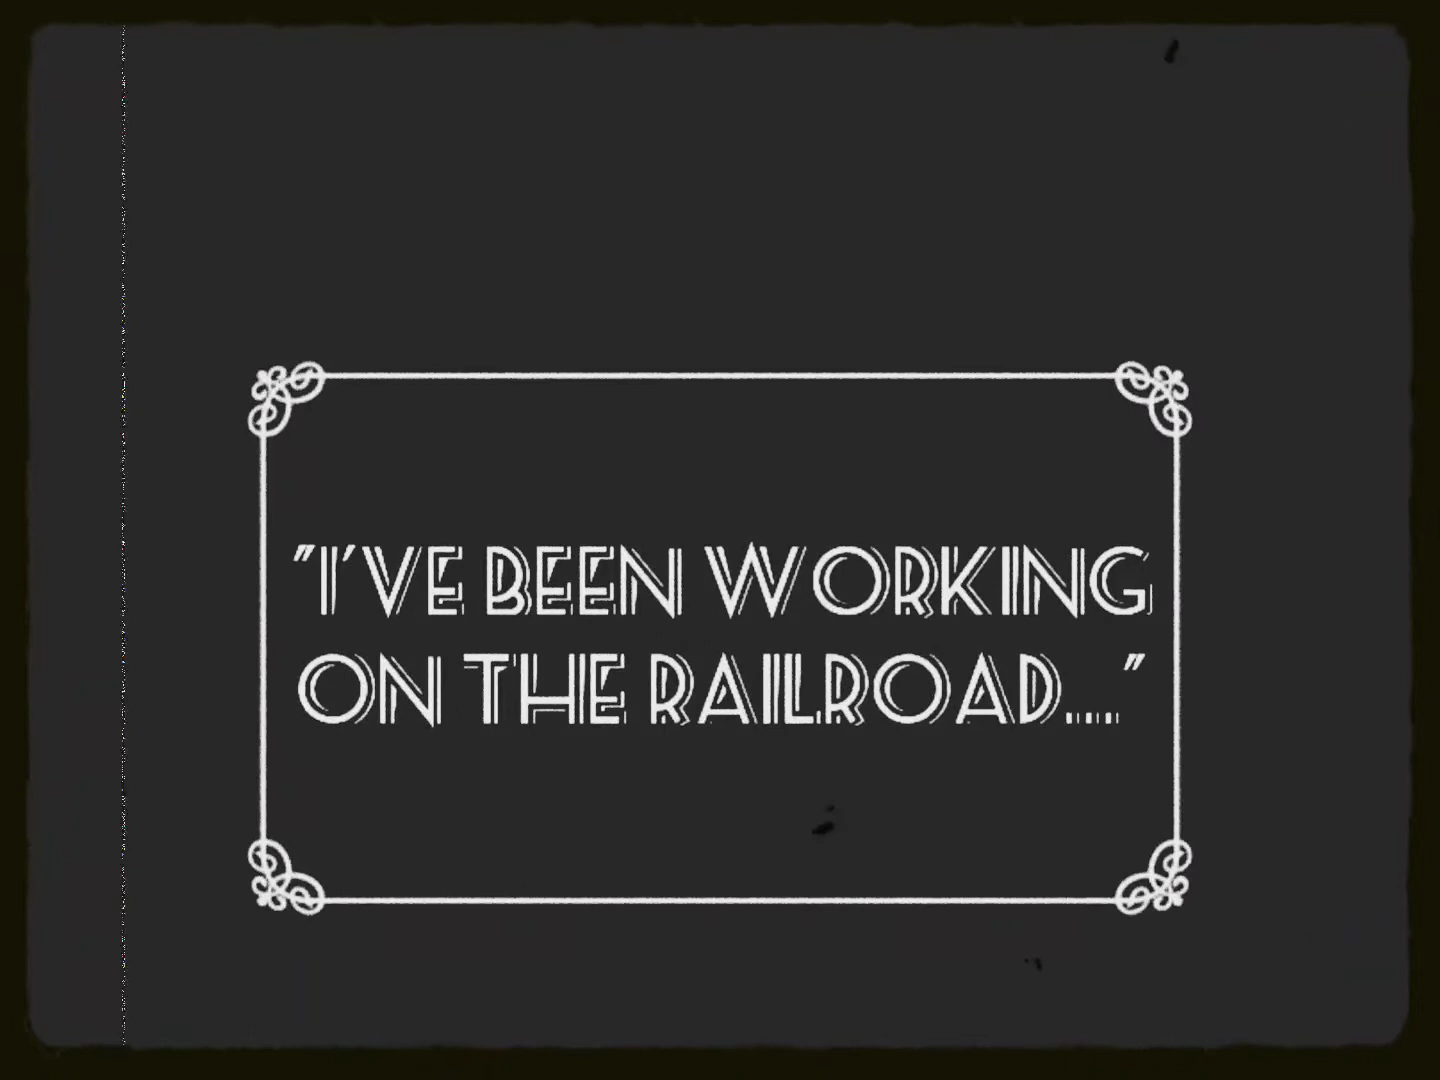 "I'VE BEEN WORKING
ON THE RAILROAD....."